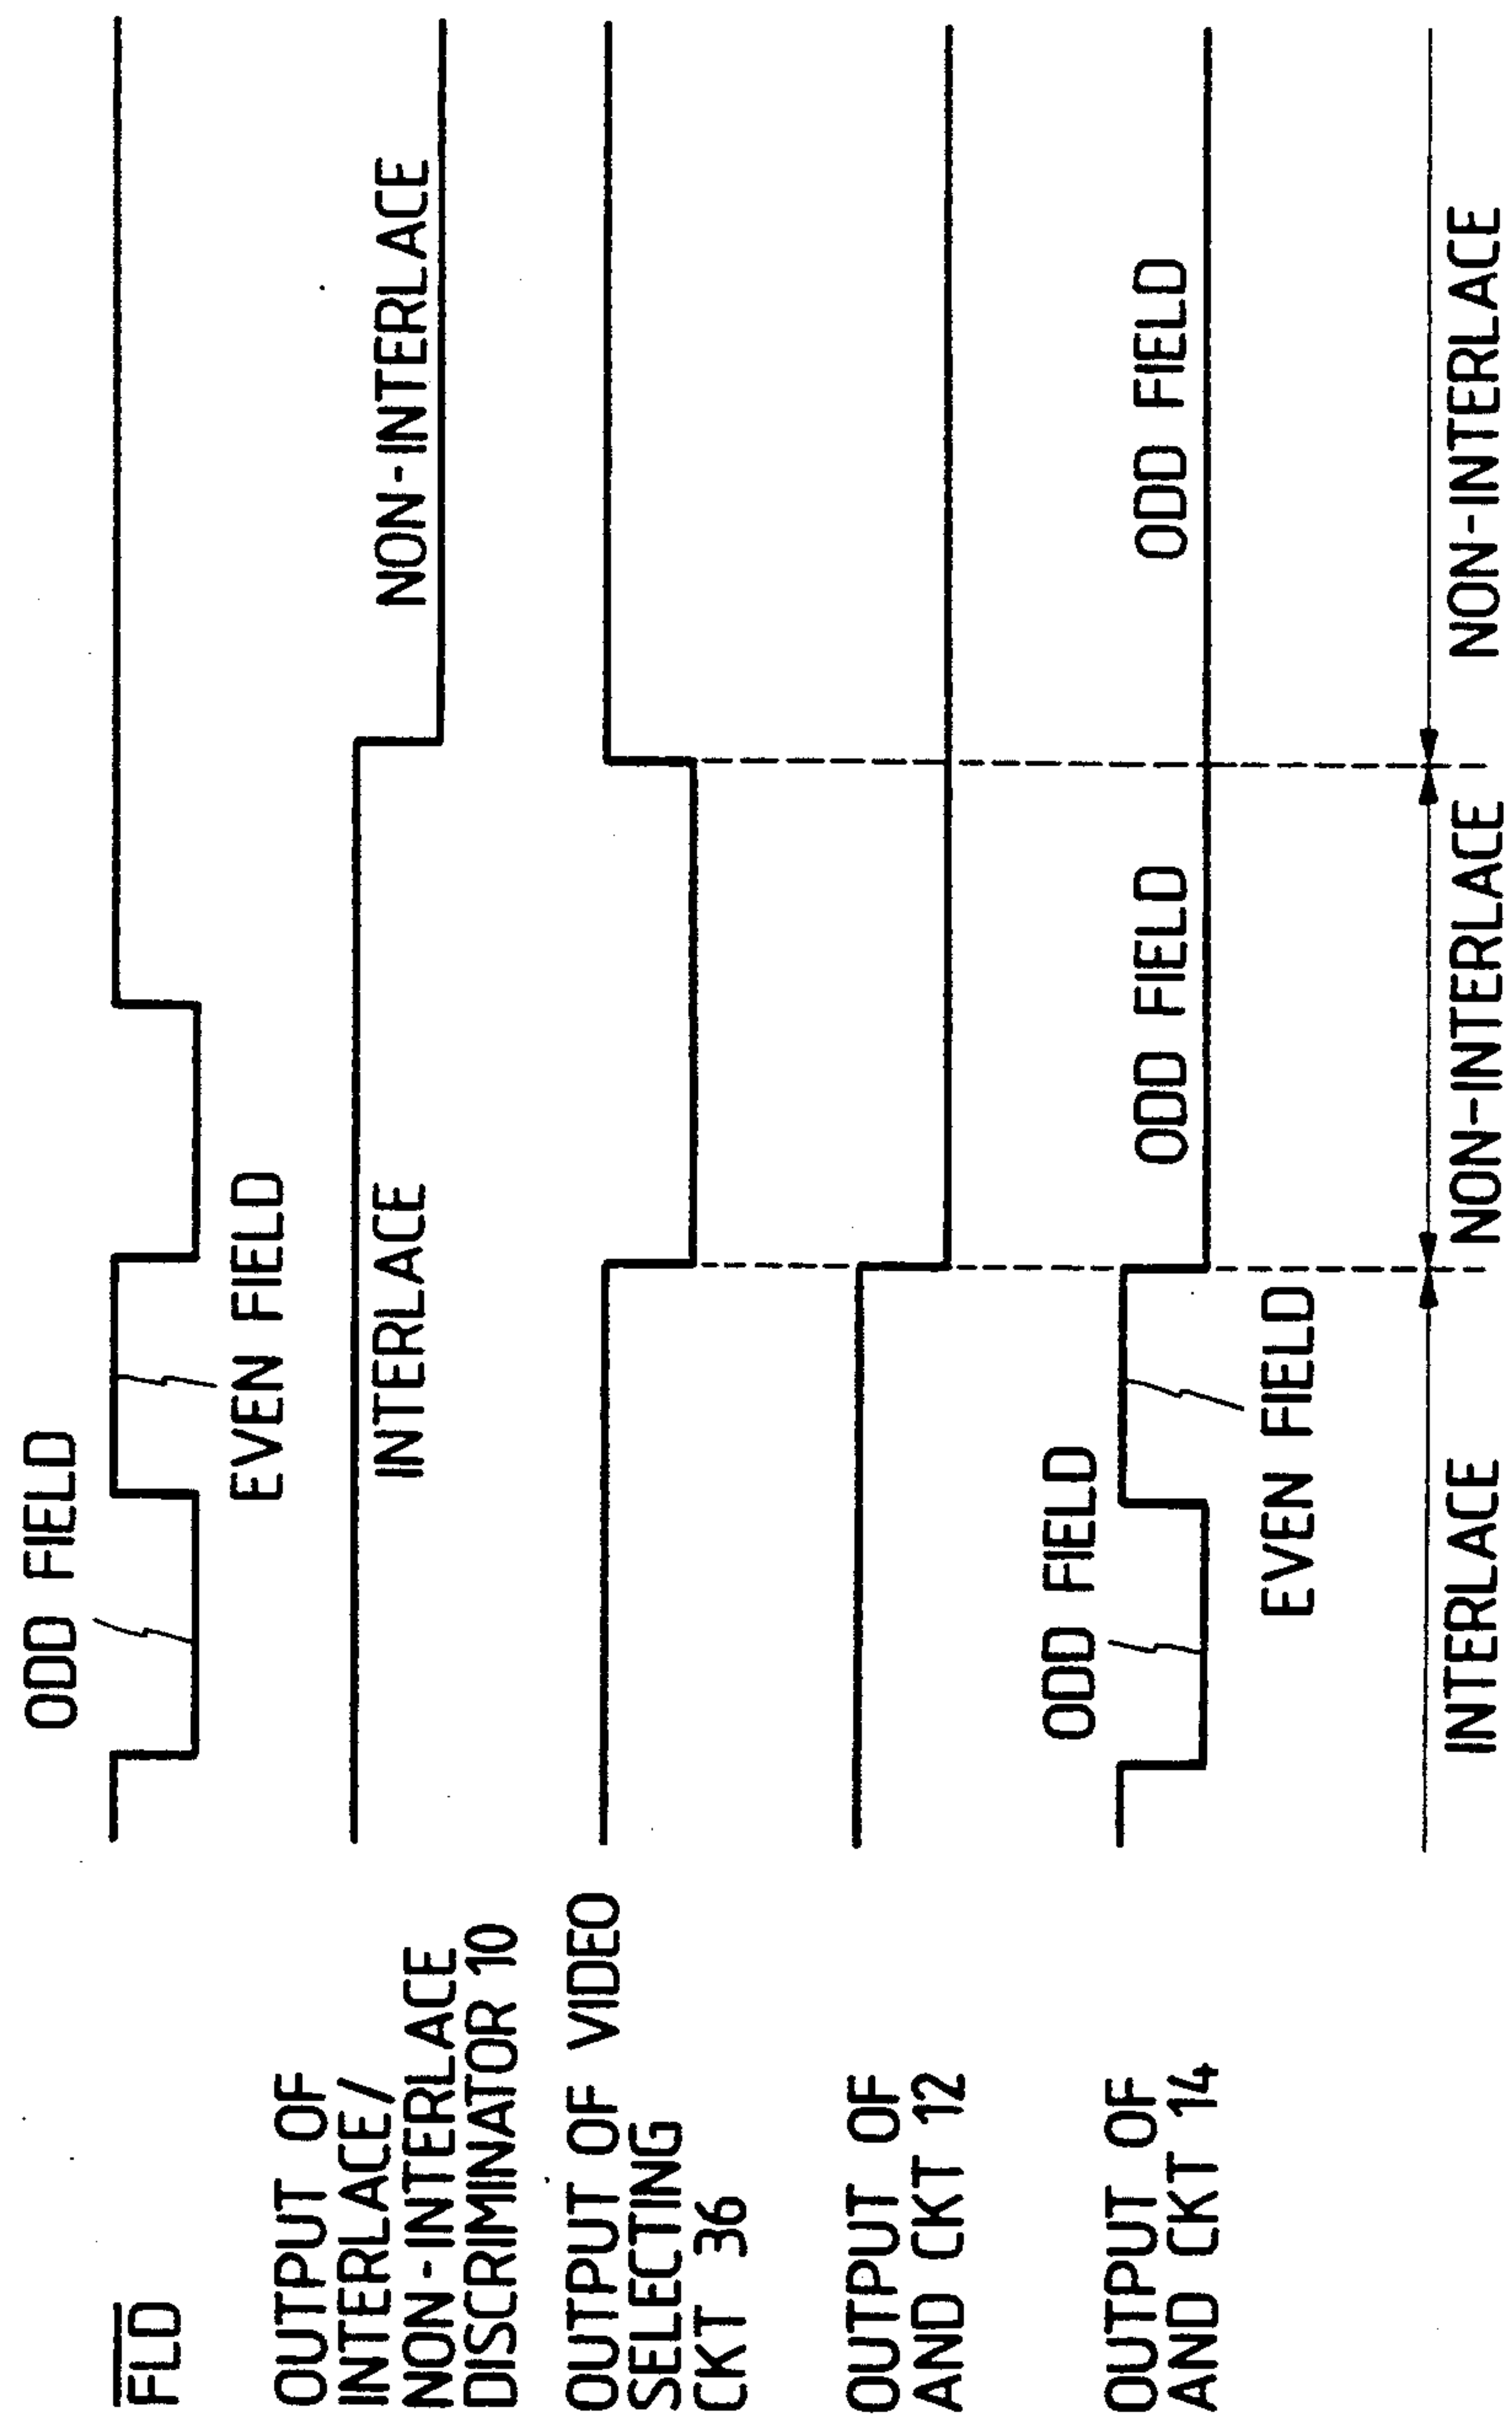 FLD
ODD FIELD
EVEN FIELD
OUTPUT OF
INTERLACE/
NON-INTERLACE
DISCRIMINATOR 10
INTERLACE
NON-INTERLACE
OUTPUT OF VIDEO
SELECTING
CKT 36
OUTPUT OF
AND CKT 12
OUTPUT OF
AND CKT 14
ODD FIELD
EVEN FIELD
ODD FIELD
ODD FIELD
INTERLACE
NON-INTERLACE
NON-INTERLACE